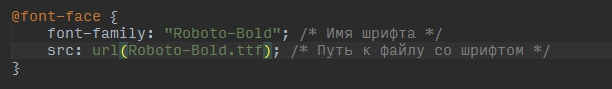 @font-face {
font-family: "Roboto-Bold"; /* Имя шрифта */
src: url(Roboto-Bold.ttf); /* Путь к файлу со шрифтом */
}